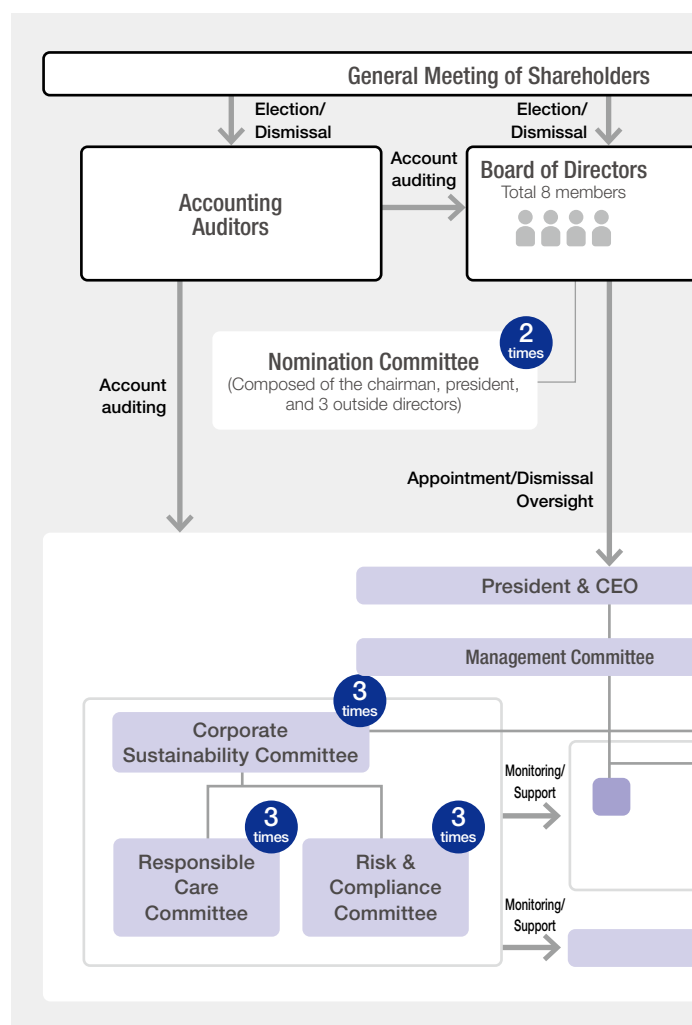 General Meeting of Shareholders
Election/
Dismissal
Election/
Dismissal
Accounting
Auditors
Account
auditing
Board of Directors
Total 8 members
2
times
Nomination Committee
(Composed of the chairman, president,
and 3 outside directors)
Account
auditing
Appointment/Dismissal
Oversight
President & CEO
Management Committee
3
times
Corporate
Sustainability Committee
Monitoring/
Support
3
times
Responsible
Care
Committee
3
times
Risk &
Compliance
Committee
Monitoring/
Support